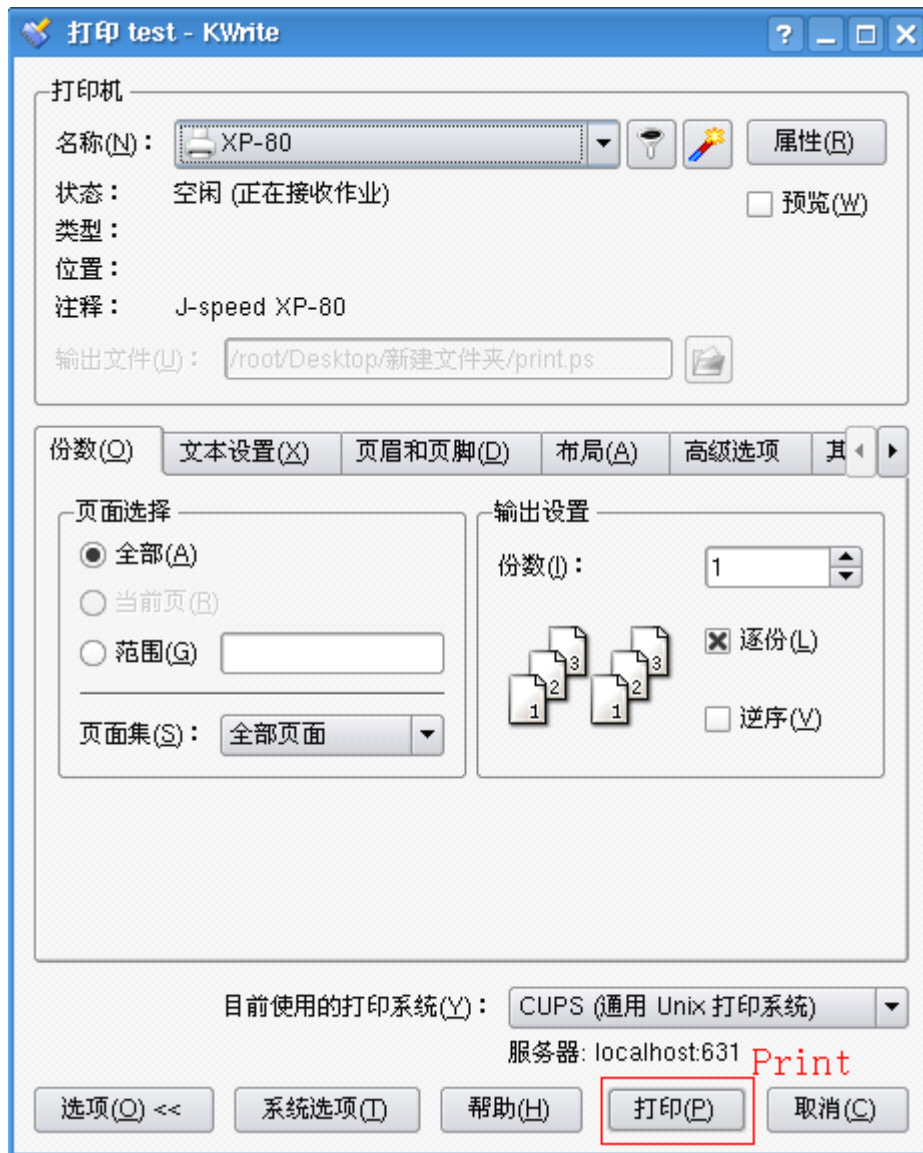 打印 test - KWrite
打印机
名称(N)： XP-80 属性(R)
状态： 空闲 (正在接收作业) 预览(W)
类型：
位置：
注释： J-speed XP-80
输出文件(U)： /root/Desktop/新建文件夹/print.ps
份数(O) 文本设置(X) 页眉和页脚(D) 布局(A) 高级选项 其
页面选择
全部(A)
当前页(R)
范围(G)
页面集(S)： 全部页面
输出设置
份数(I)： 1
1 2 3 1 2 3
逐份(L)
逆序(V)
目前使用的打印系统(Y)： CUPS (通用 Unix 打印系统)
服务器: localhost:631
Print
选项(O) << 系统选项(T) 帮助(H) 打印(P) 取消(C)